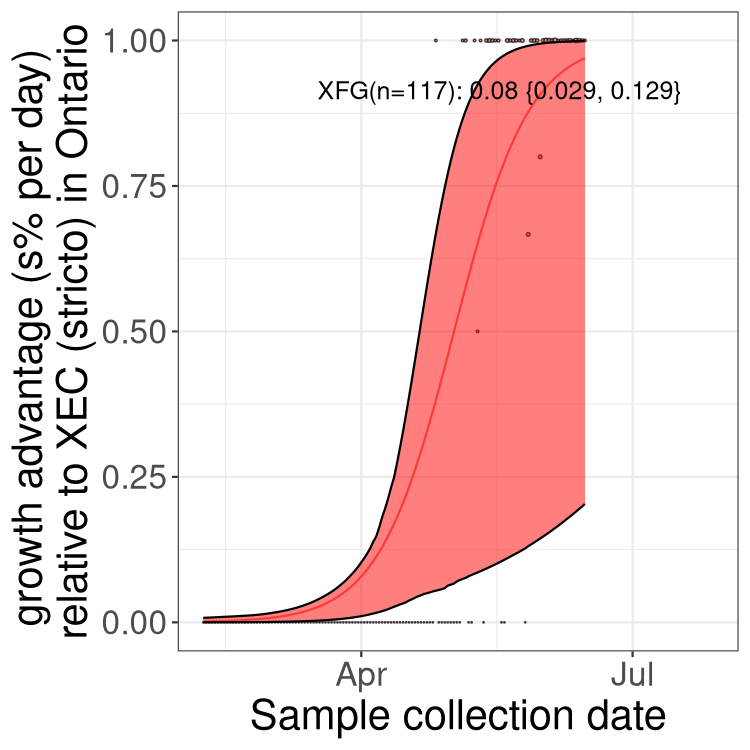 growth advantage (s% per day)
relative to XEC (stricto) in Ontario
1.00
0.75
0.50
0.25
0.00
XFG(n=117): 0.08 {0.029, 0.129}
Apr
Jul
Sample collection date